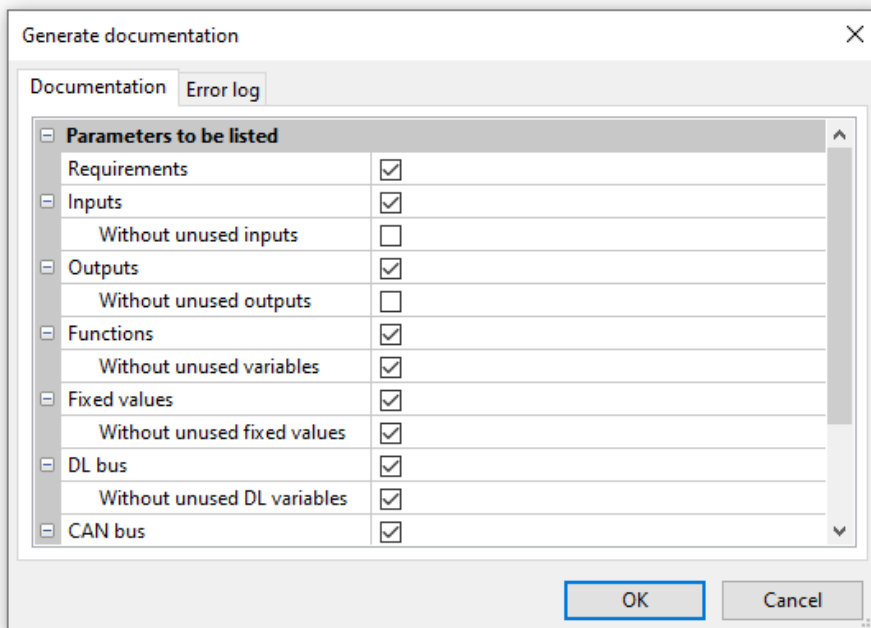 Generate documentation
Documentation Error log
Parameters to be listed
Requirements
Inputs
Without unused inputs
Outputs
Without unused outputs
Functions
Without unused variables
Fixed values
Without unused fixed values
DL bus
Without unused DL variables
CAN bus
OK Cancel